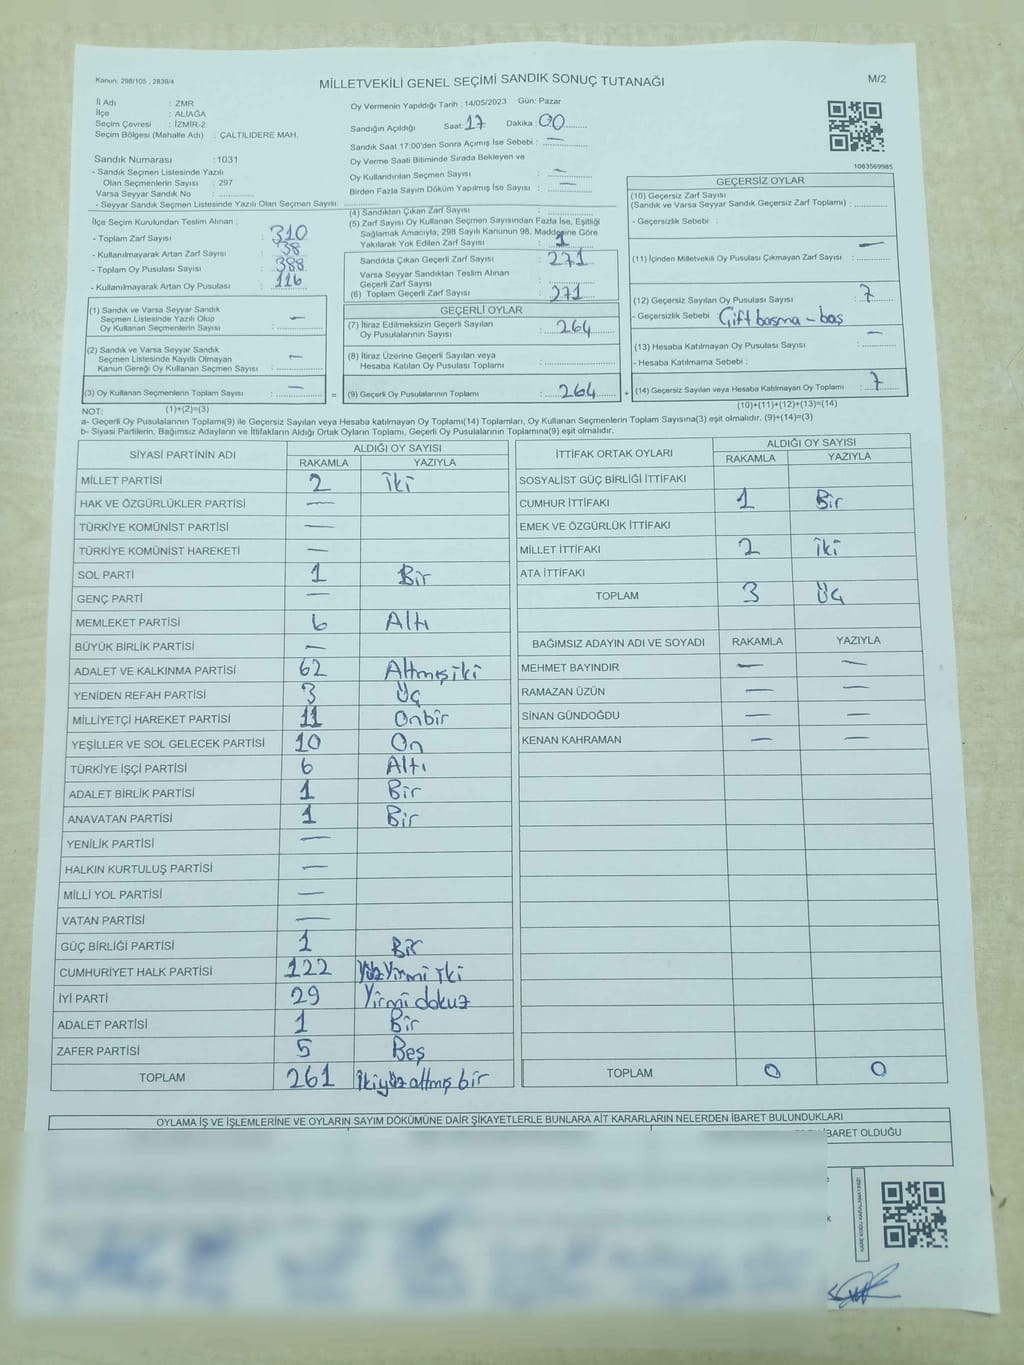 Kanun: 298/105 , 2839/4
MİLLETVEKİLİ GENEL SEÇİMİ SANDIK SONUÇ TUTANAĞI
M/2
İl Adı : ZMR
İlçe : ALİAĞA
Seçim Çevresi : İZMİR-2
Seçim Bölgesi (Mahalle Adı) : ÇALTILIDERE MAH.
Sandık Numarası : 1031
- Sandık Seçmen Listesinde Yazılı
Olan Seçmenlerin Sayısı : 297
Varsa Seyyar Sandık No :
- Seyyar Sandık Seçmen Listesinde Yazılı Olan Seçmen Sayısı:
Oy Vermenin Yapıldığı Tarih : 14/05/2023 Gün: Pazar
Sandığın Açıldığı Saat: 17 Dakika : 00
Sandık Saat 17:00'den Sonra Açımış İse Sebebi : —
Oy Verme Saati Bitiminde Sırada Bekleyen ve
Oy Kullandırılan Seçmen Sayısı : —
Birden Fazla Sayım Döküm Yapılmış İse Sayısı : —
1083569985
İlçe Seçim Kurulundan Teslim Alınan ;
- Toplam Zarf Sayısı : 310
- Kullanılmayarak Artan Zarf Sayısı : 38
- Toplam Oy Pusulası Sayısı : 388
- Kullanılmayarak Artan Oy Pusulası : 116
(1) Sandık ve Varsa Seyyar Sandık
Seçmen Listesinde Yazılı Olup
Oy Kullanan Seçmenlerin Sayısı : —
(2) Sandık ve Varsa Seyyar Sandık
Seçmen Listesinde Kayıtlı Olmayan
Kanun Gereği Oy Kullanan Seçmen Sayısı : —
(3) Oy Kullanan Seçmenlerin Toplam Sayısı : — =
(4) Sandıktan Çıkan Zarf Sayısı :
(5) Zarf Sayısı Oy Kullanan Seçmen Sayısından Fazla İse, Eşitliği
Sağlamak Amacıyla; 298 Sayılı Kanunun 98. Maddesine Göre
Yakılarak Yok Edilen Zarf Sayısı : 1
Sandıkta Çıkan Geçerli Zarf Sayısı : 271
Varsa Seyyar Sandıktan Teslim Alınan
Geçerli Zarf Sayısı :
(6) Toplam Geçerli Zarf Sayısı : 271
GEÇERLİ OYLAR
(7) İtiraz Edilmeksizin Geçerli Sayılan
Oy Pusulalarının Sayısı : 264
(8) İtiraz Üzerine Geçerli Sayılan veya
Hesaba Katılan Oy Pusulası Toplamı :
(9) Geçerli Oy Pusulalarının Toplamı : 264 +
GEÇERSİZ OYLAR
(10) Geçersiz Zarf Sayısı
(Sandık ve Varsa Seyyar Sandık Geçersiz Zarf Toplamı) :
- Geçersizlik Sebebi :
(11) İçinden Milletvekili Oy Pusulası Çıkmayan Zarf Sayısı : —
(12) Geçersiz Sayılan Oy Pusulası Sayısı : 7
- Geçersizlik Sebebi : Çift basma - boş
(13) Hesaba Katılmayan Oy Pusulası Sayısı : —
- Hesaba Katılmama Sebebi :
(14) Geçersiz Sayılan veya Hesaba Katılmayan Oy Toplamı : 7
NOT: (1)+(2)=(3)
(10)+(11)+(12)+(13)=(14)
a- Geçerli Oy Pusulalarının Toplamı(9) ile Geçersiz Sayılan veya Hesaba katılmayan Oy Toplam(14) Toplamları, Oy Kullanan Seçmenlerin Toplam Sayısına(3) eşit olmalıdır. (9)+(14)=(3)
b- Siyasi Partilerin, Bağımsız Adayların ve İttifakların Aldığı Ortak Oyların Toplamı, Geçerli Oy Pusulalarının Toplamına(9) eşit olmalıdır.
SİYASİ PARTİNİN ADI ALDIĞI OY SAYISI
RAKAMLA YAZIYLA
MİLLET PARTİSİ 2 İki
HAK VE ÖZGÜRLÜKLER PARTİSİ —
TÜRKİYE KOMÜNİST PARTİSİ —
TÜRKİYE KOMÜNİST HAREKETİ —
SOL PARTİ 1 Bir
GENÇ PARTİ —
MEMLEKET PARTİSİ 6 Altı
BÜYÜK BİRLİK PARTİSİ —
ADALET VE KALKINMA PARTİSİ 62 Altmışiki
YENİDEN REFAH PARTİSİ 3 Üç
MİLLİYETÇİ HAREKET PARTİSİ 11 Onbir
YEŞİLLER VE SOL GELECEK PARTİSİ 10 On
TÜRKİYE İŞÇİ PARTİSİ 6 Altı
ADALET BİRLİK PARTİSİ 1 Bir
ANAVATAN PARTİSİ 1 Bir
YENİLİK PARTİSİ —
HALKIN KURTULUŞ PARTİSİ —
MİLLİ YOL PARTİSİ —
VATAN PARTİSİ —
GÜÇ BİRLİĞİ PARTİSİ 1 Bir
CUMHURİYET HALK PARTİSİ 122 YüzYirmi iki
İYİ PARTİ 29 Yirmi dokuz
ADALET PARTİSİ 1 Bir
ZAFER PARTİSİ 5 Beş
TOPLAM 261 İkiyüz altmış bir
İTTİFAK ORTAK OYLARI ALDIĞI OY SAYISI
RAKAMLA YAZIYLA
SOSYALİST GÜÇ BİRLİĞİ İTTİFAKI
CUMHUR İTTİFAKI 1 Bir
EMEK VE ÖZGÜRLÜK İTTİFAKI
MİLLET İTTİFAKI 2 İki
ATA İTTİFAKI
TOPLAM 3 Üç
BAĞIMSIZ ADAYIN ADI VE SOYADI RAKAMLA YAZIYLA
MEHMET BAYINDIR — —
RAMAZAN ÜZÜN — —
SİNAN GÜNDOĞDU — —
KENAN KAHRAMAN — —
TOPLAM 0 0
OYLAMA İŞ VE İŞLEMLERİNE VE OYLARIN SAYIM DÖKÜMÜNE DAİR ŞİKAYETLERLE BUNLARA AİT KARARLARIN NELERDEN İBARET BULUNDUKLARI
İBARET OLDUĞU
KARE KODU KARALAMAYINIZ!